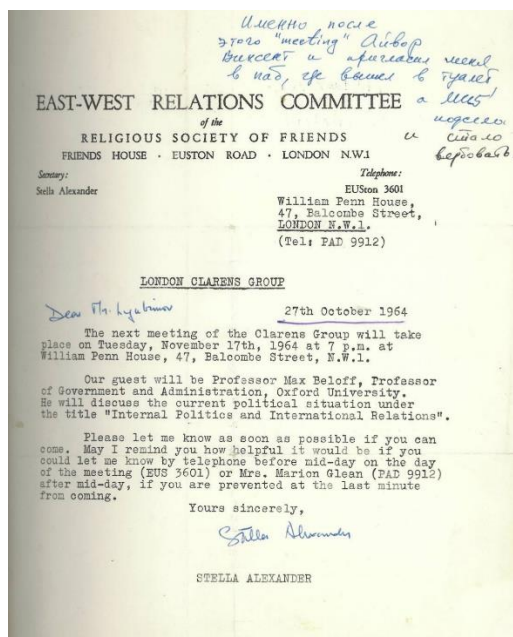 Именно после
этого "meeting" Айвор
Винсент и пригласил меня
в паб, где вышел в туалет
а МИ5
подсело
и стало
вербовать
EAST-WEST RELATIONS COMMITTEE
of the
RELIGIOUS SOCIETY OF FRIENDS
FRIENDS HOUSE · EUSTON ROAD · LONDON N.W.1
Secretary:
Stella Alexander
Telephone:
EUSton 3601
William Penn House,
47, Balcombe Street,
LONDON N.W.1.
(Tel: PAD 9912)
LONDON CLARENS GROUP
Dear Mr. Lyubimov
27th October 1964
The next meeting of the Clarens Group will take
place on Tuesday, November 17th, 1964 at 7 p.m. at
William Penn House, 47, Balcombe Street, N.W.1.
Our guest will be Professor Max Beloff, Professor
of Government and Administration, Oxford University.
He will discuss the current political situation under
the title "Internal Politics and International Relations".
Please let me know as soon as possible if you can
come. May I remind you how helpful it would be if you
could let me know by telephone before mid-day on the day
of the meeting (EUS 3601) or Mrs. Marion Glean (PAD 9912)
after mid-day, if you are prevented at the last minute
from coming.
Yours sincerely,
Stella Alexander
STELLA ALEXANDER